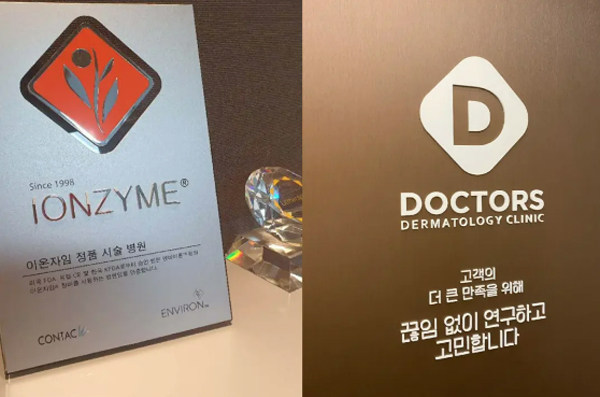 Since 1998
IONZYME®
이온자임 정품 시술 병원
ENVIRON
CONTAC
D
DOCTORS
DERMATOLOGY CLINIC
고객의
더 큰 만족을 위해
끊임 없이 연구하고
고민합니다